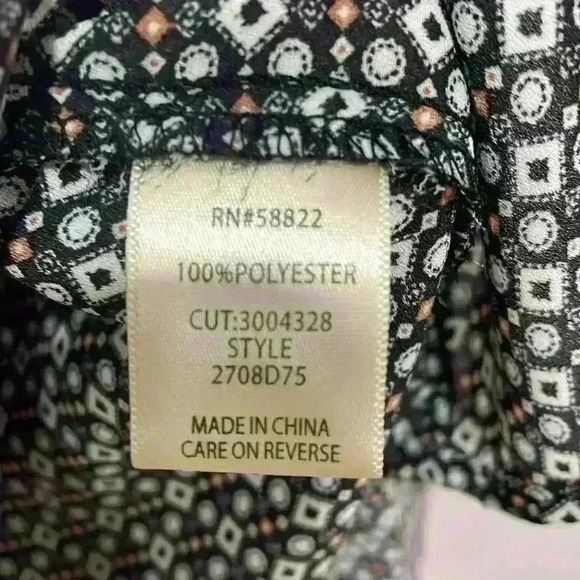 RN#58822
100%POLYESTER
CUT:3004328
STYLE
2708D75
MADE IN CHINA
CARE ON REVERSE